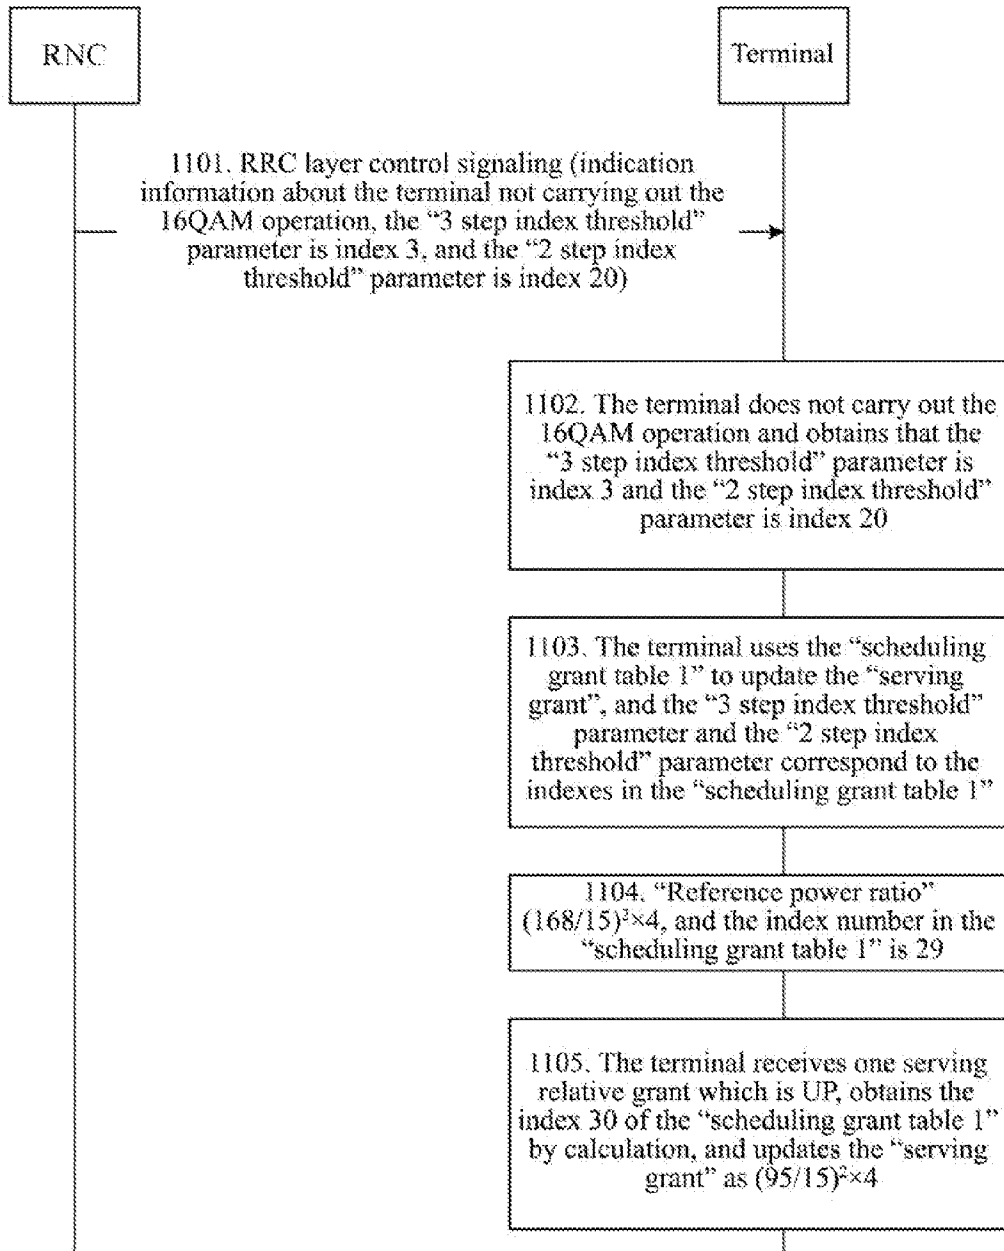 RNC
Terminal
1101. RRC layer control signaling (indication
information about the terminal not carrying out the
16QAM operation, the “3 step index threshold”
parameter is index 3, and the “2 step index
threshold” parameter is index 20)
1102. The terminal does not carry out the
16QAM operation and obtains that the
“3 step index threshold” parameter is
index 3 and the “2 step index threshold”
parameter is index 20
1103. The terminal uses the “scheduling
grant table 1” to update the “serving
grant”, and the “3 step index threshold”
parameter and the “2 step index
threshold” parameter correspond to the
indexes in the “scheduling grant table 1”
1104. “Reference power ratio”
(168/15)²×4, and the index number in the
“scheduling grant table 1” is 29
1105. The terminal receives one serving
relative grant which is UP, obtains the
index 30 of the “scheduling grant table 1”
by calculation, and updates the “serving
grant” as (95/15)²×4